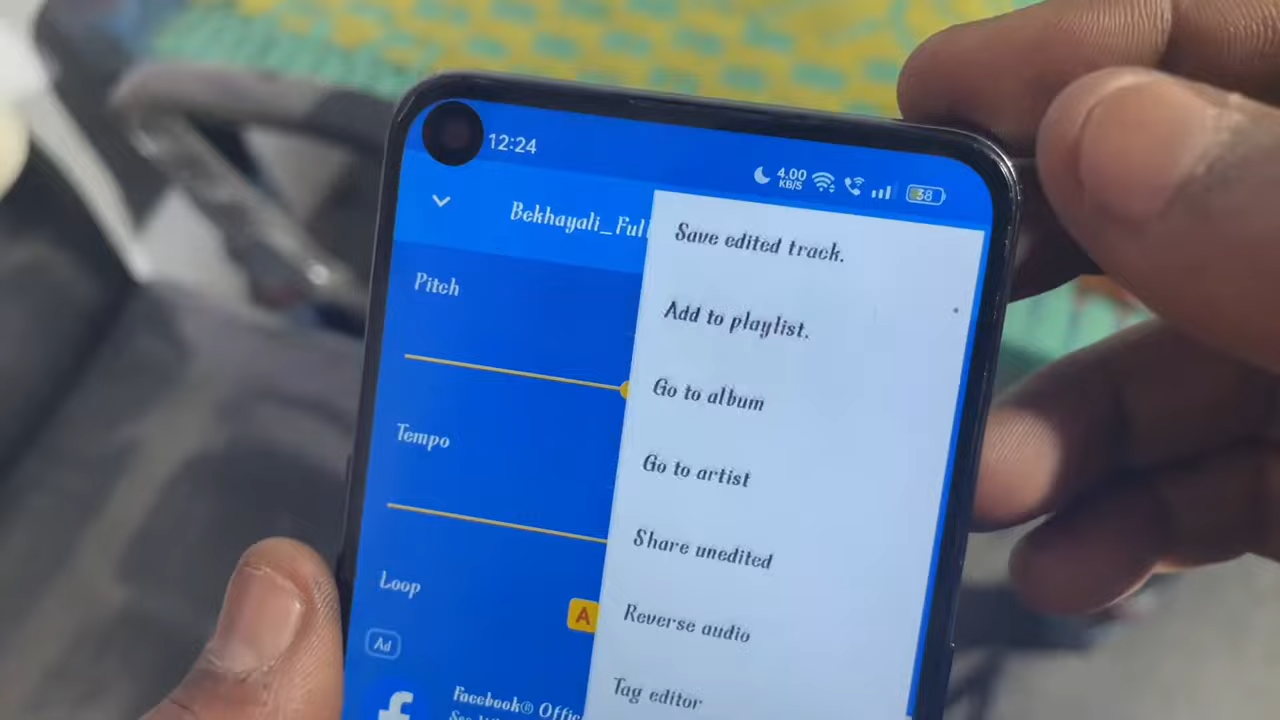 12:24
4.00
KB/S
38
Bekhayali_Full
Pitch
Tempo
Loop
A
Ad
Facebook® Offic
Save edited track.
Add to playlist.
Go to album
Go to artist
Share unedited
Reverse audio
Tag editor